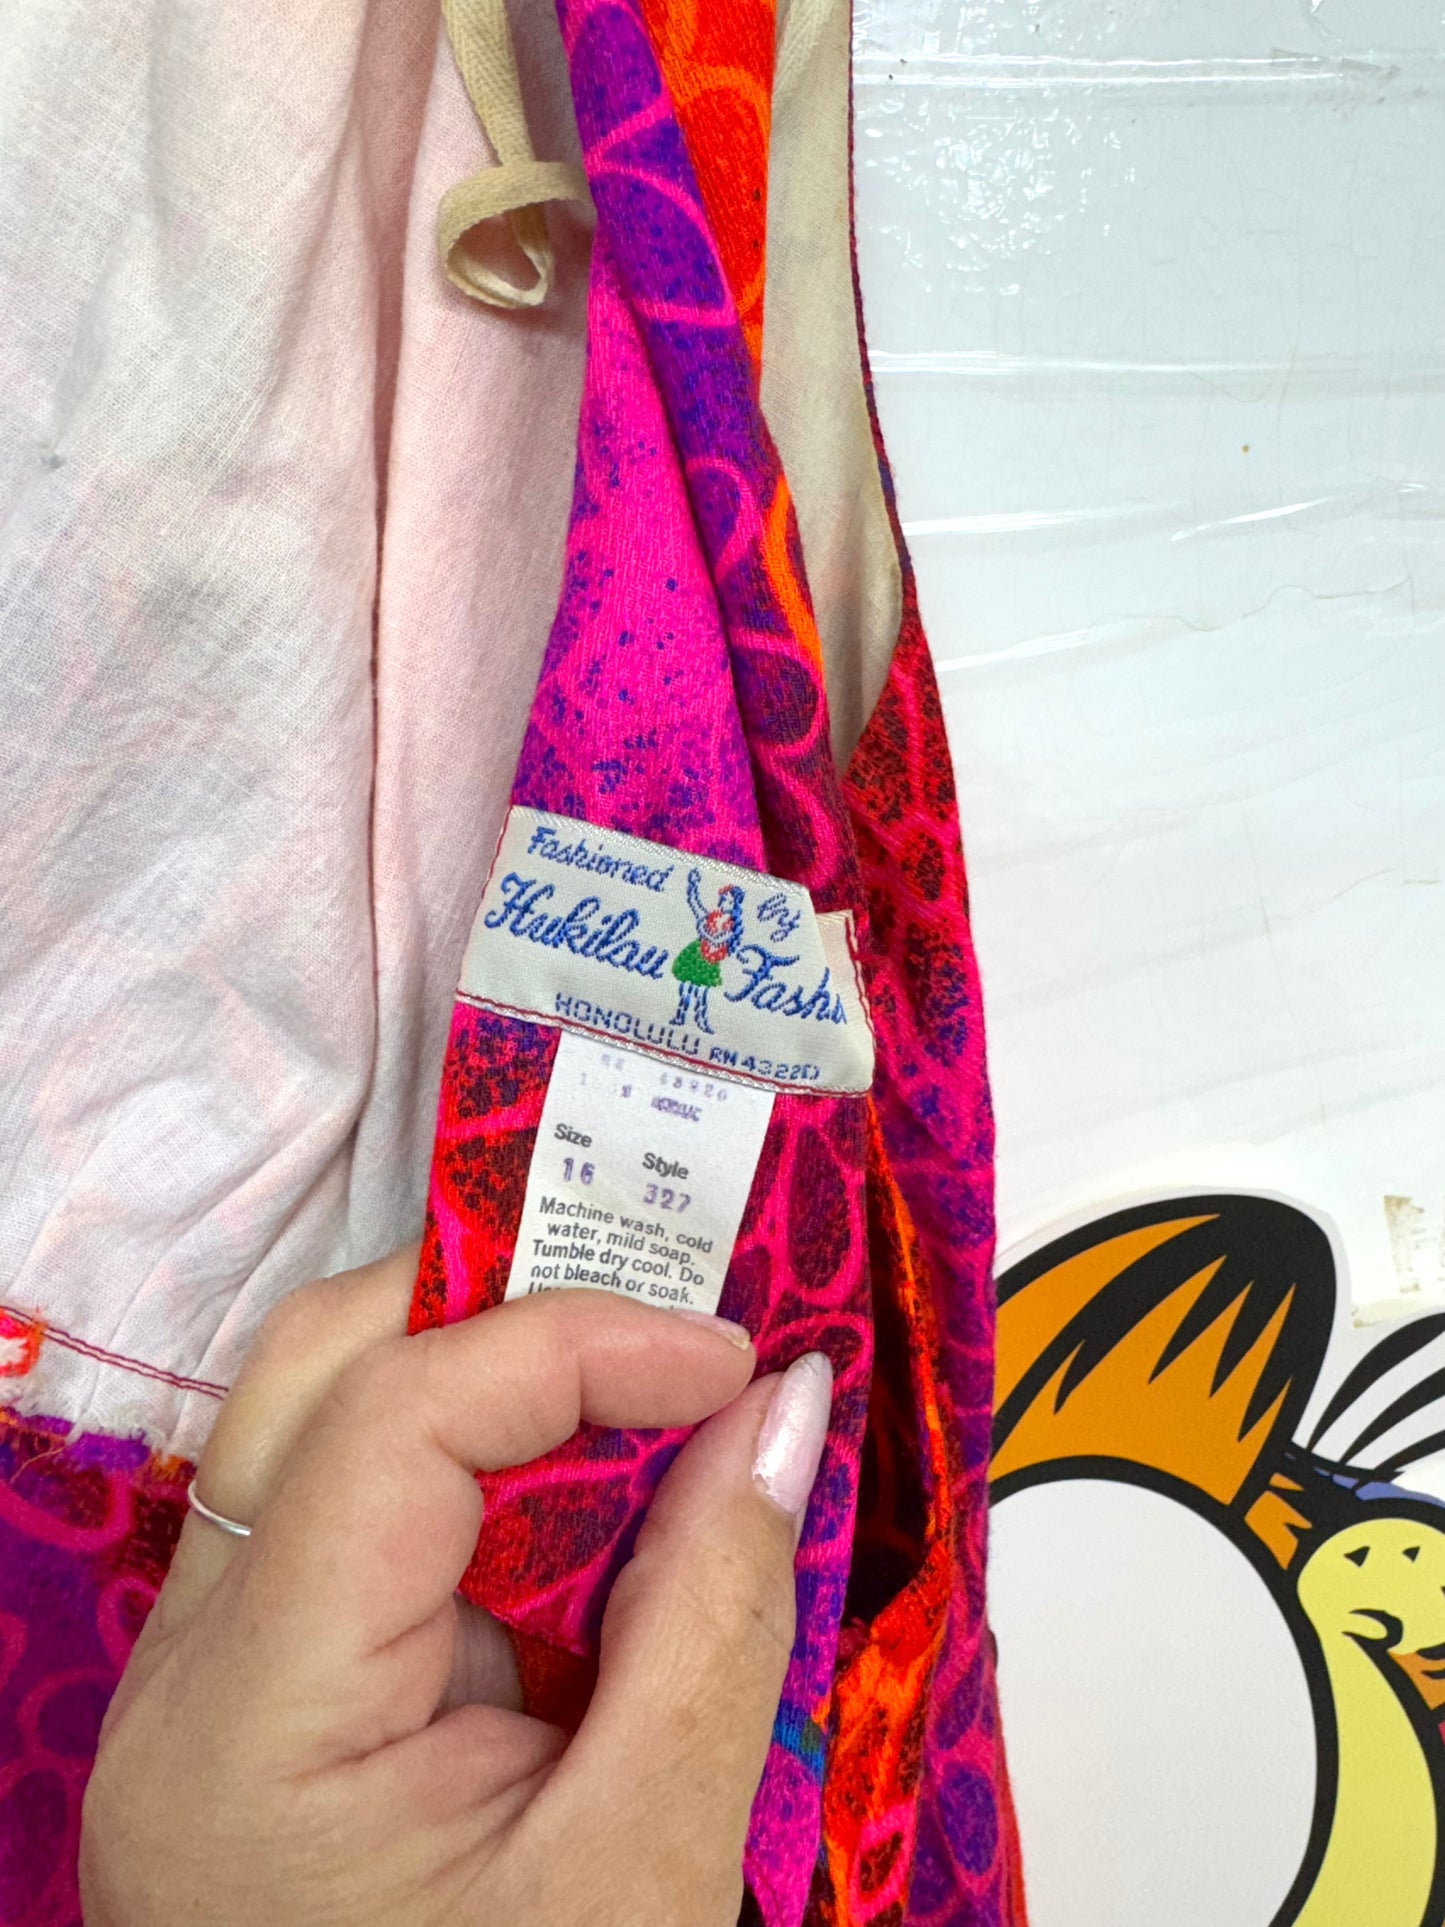 Fashioned by
Hukilau Fash
HONOLULU RN 43220
Size Style
16 327
Machine wash, cold
water, mild soap.
Tumble dry cool. Do
not bleach or soak.